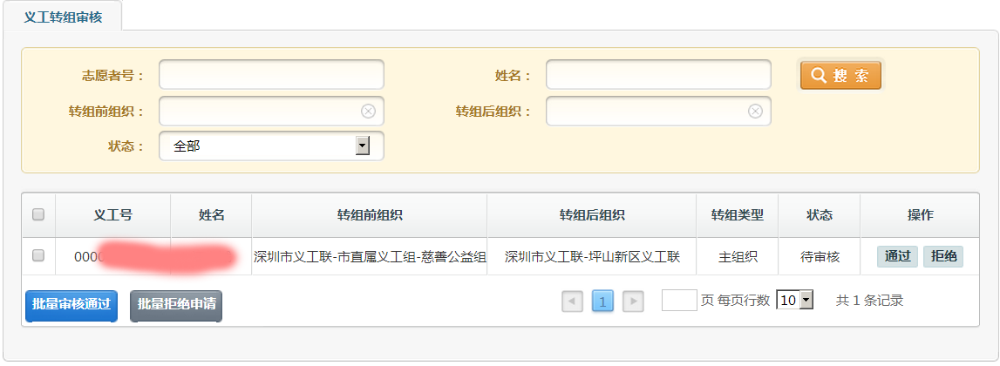 义工转组审核
志愿者号： 姓名： 搜 索
转组前组织： 转组后组织：
状态： 全部
义工号 姓名 转组前组织 转组后组织 转组类型 状态 操作
0000 深圳市义工联-市直属义工组-慈善公益组 深圳市义工联-坪山新区义工联 主组织 待审核 通过 拒绝
批量审核通过 批量拒绝申请 1 页 每页行数 10 共 1 条记录